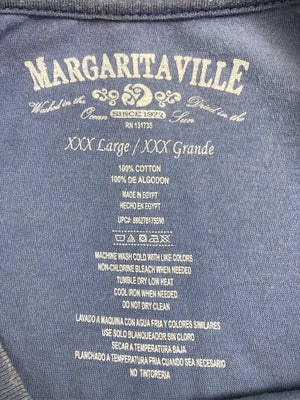 MARGARITAVILLE
Washed in the Ocean Dried in the Sun
SINCE 1977
RN 131735
XXX Large / XXX Grande
100% COTTON
100% DE ALGODON
MADE IN EGYPT
HECHO EN EGYPT
MACHINE WASH COLD WITH LIKE COLORS
NON-CHLORINE BLEACH WHEN NEEDED
TUMBLE DRY LOW HEAT
COOL IRON WHEN NEEDED
DO NOT DRY CLEAN
LAVADO A MAQUINA CON AGUA FRIA Y COLORES SIMILARES
USE SOLO BLANQUEADOR SIN CLORO
SECAR A TEMPERATURA BAJA
PLANCHADO A TEMPERATURA FRIA CUANDO SEA NECESARIO
NO TINTORERIA